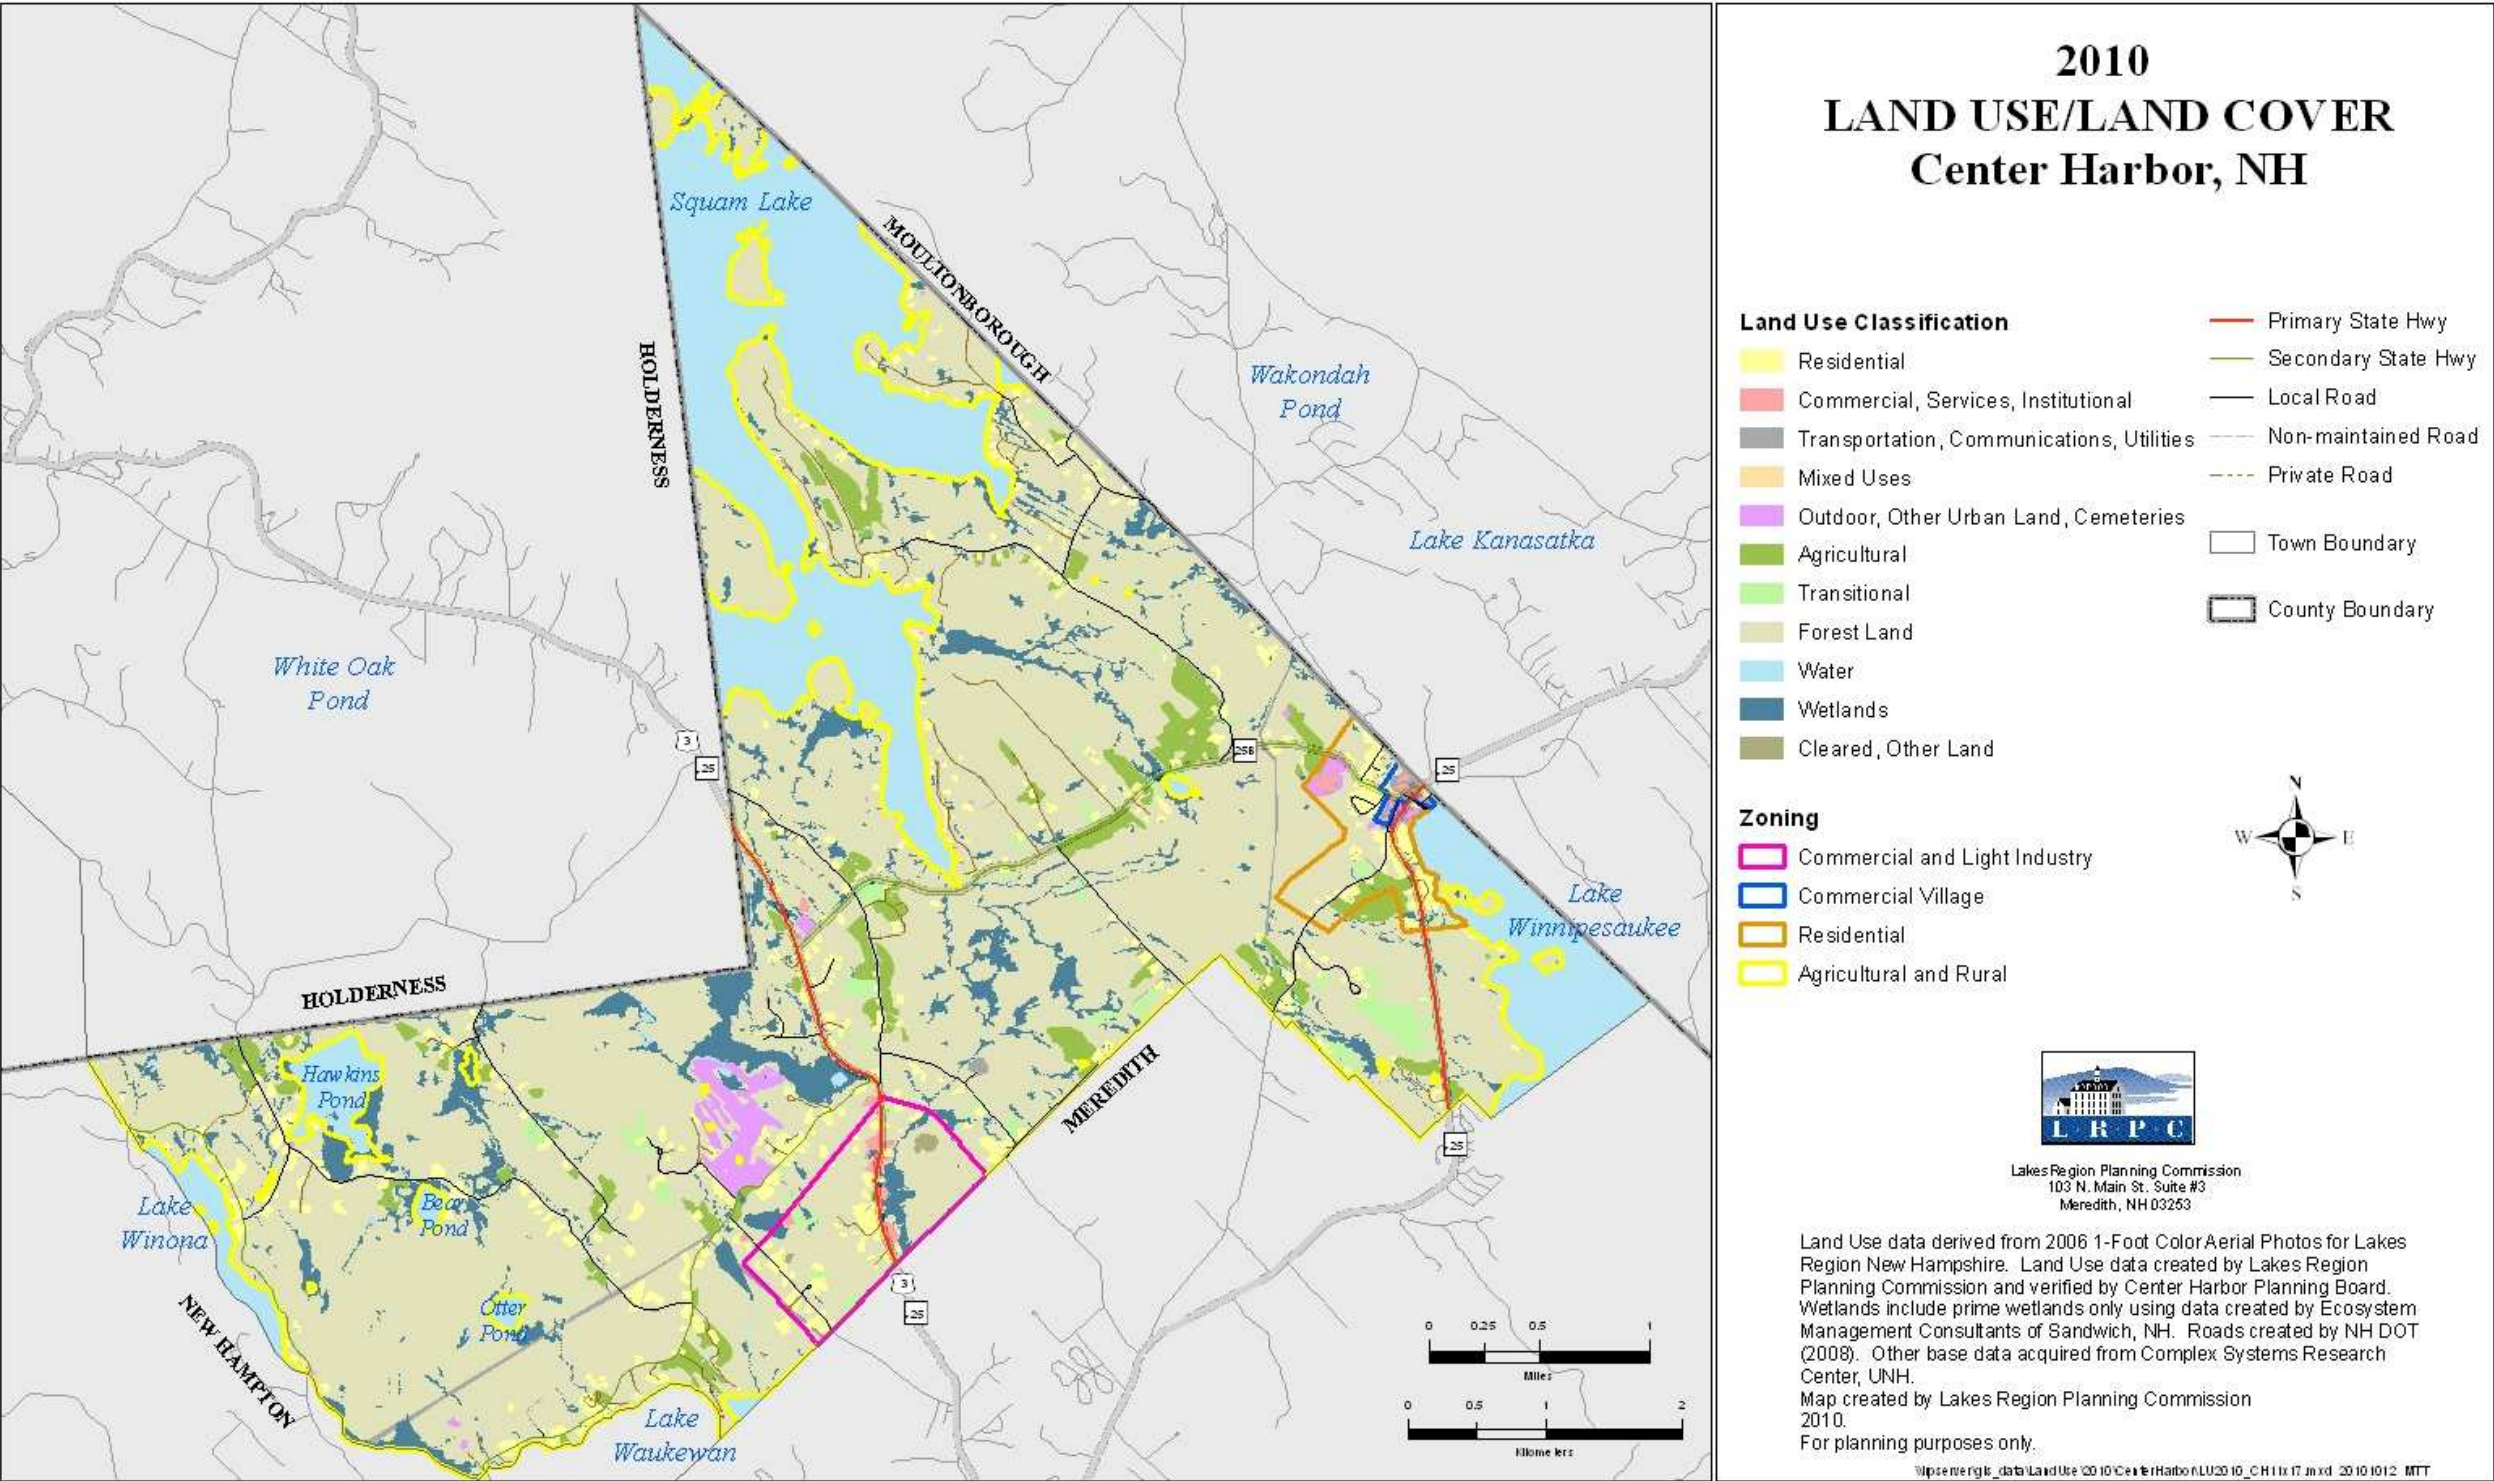 2010
LAND USE/LAND COVER
Center Harbor, NH
Land Use Classification
Residential
Commercial, Services, Institutional
Transportation, Communications, Utilities
Mixed Uses
Outdoor, Other Urban Land, Cemeteries
Agricultural
Transitional
Forest Land
Water
Wetlands
Cleared, Other Land
Primary State Hwy
Secondary State Hwy
Local Road
Non-maintained Road
Private Road
Town Boundary
County Boundary
Zoning
Commercial and Light Industry
Commercial Village
Residential
Agricultural and Rural
N
W
E
S
L R P C
Lakes Region Planning Commission
103 N. Main St. Suite #3
Meredith, NH 03253
Land Use data derived from 2006 1-Foot Color Aerial Photos for Lakes
Region New Hampshire. Land Use data created by Lakes Region
Planning Commission and verified by Center Harbor Planning Board.
Wetlands include prime wetlands only using data created by Ecosystem
Management Consultants of Sandwich, NH. Roads created by NH DOT
(2008). Other base data acquired from Complex Systems Research
Center, UNH.
Map created by Lakes Region Planning Commission
2010.
For planning purposes only.
Squam Lake
MOULTONBOROUGH
HOLDERNESS
Wakondah
Pond
Lake Kanasatka
White Oak
Pond
3
25
25B
25
Lake
Winnipesaukee
HOLDERNESS
Hawkins
Pond
MEREDITH
25
Lake
Winona
Bear
Pond
Otter
Pond
3
25
NEW HAMPTON
Lake
Waukewan
0 0.25 0.5 1
Miles
0 0.5 1 2
Kilometers